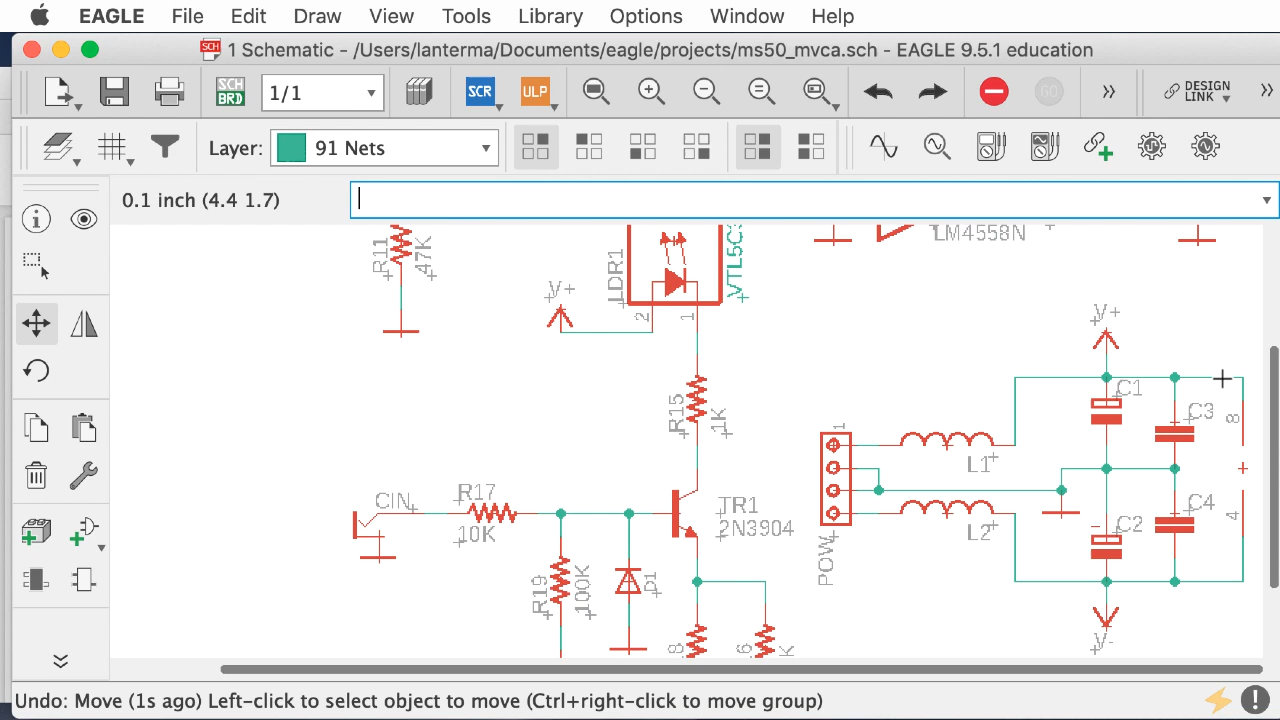 EAGLE File Edit Draw View Tools Library Options Window Help
SCH 1 Schematic - /Users/lanterma/Documents/eagle/projects/ms50_mvca.sch - EAGLE 9.5.1 education
SCH BRD 1/1 SCR ULP GO DESIGN LINK
Layer: 91 Nets
0.1 inch (4.4 1.7)
LM4558N
R11
47K
LDR1
V+
2
1
V+
R15
1K
1
C1
C3
8
L1
CIN
R17
10K
TR1
2N3904
C4
4
C2
L2
POW
R19
100K
D1
V-
8
6
K
Undo: Move (1s ago) Left-click to select object to move (Ctrl+right-click to move group)